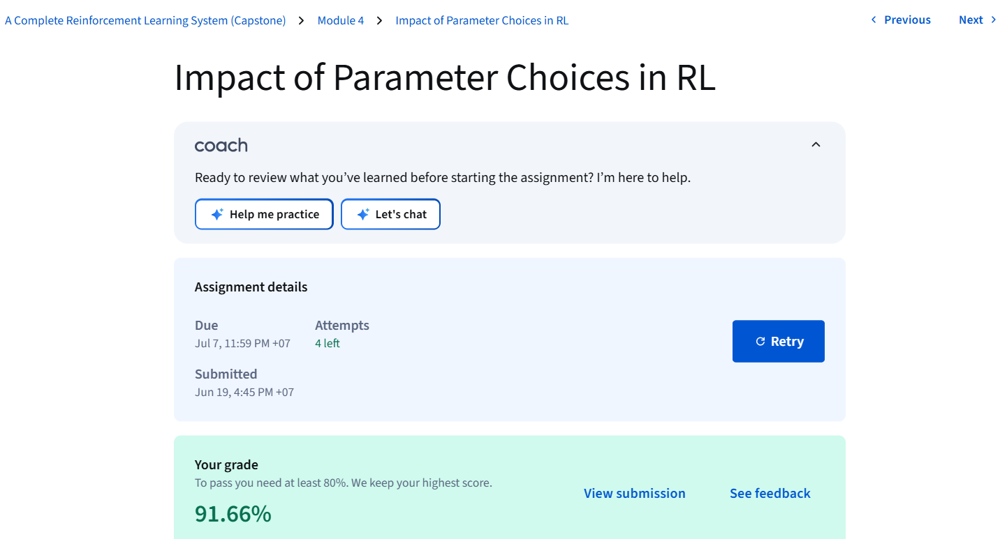 A Complete Reinforcement Learning System (Capstone) Module 4 Impact of Parameter Choices in RL Previous Next
Impact of Parameter Choices in RL
coach
Ready to review what you’ve learned before starting the assignment? I’m here to help.
Help me practice Let's chat
Assignment details
Due Attempts
Jul 7, 11:59 PM +07 4 left
Retry
Submitted
Jun 19, 4:45 PM +07
Your grade
To pass you need at least 80%. We keep your highest score.
View submission See feedback
91.66%